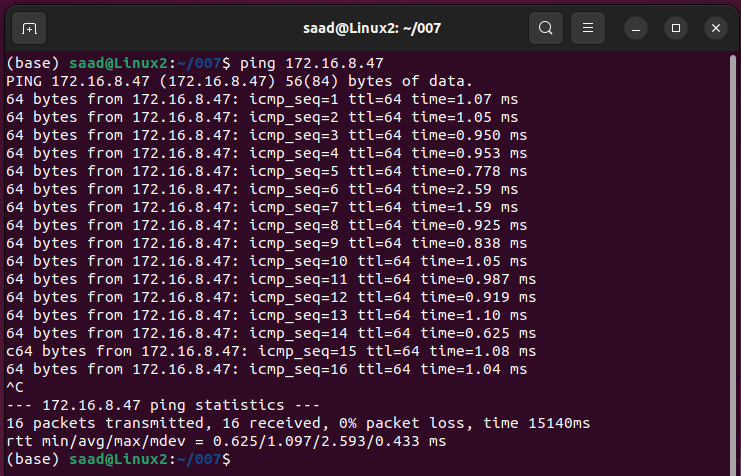 saad@Linux2: ~/007
(base) saad@Linux2:~/007$ ping 172.16.8.47
PING 172.16.8.47 (172.16.8.47) 56(84) bytes of data.
64 bytes from 172.16.8.47: icmp_seq=1 ttl=64 time=1.07 ms
64 bytes from 172.16.8.47: icmp_seq=2 ttl=64 time=1.05 ms
64 bytes from 172.16.8.47: icmp_seq=3 ttl=64 time=0.950 ms
64 bytes from 172.16.8.47: icmp_seq=4 ttl=64 time=0.953 ms
64 bytes from 172.16.8.47: icmp_seq=5 ttl=64 time=0.778 ms
64 bytes from 172.16.8.47: icmp_seq=6 ttl=64 time=2.59 ms
64 bytes from 172.16.8.47: icmp_seq=7 ttl=64 time=1.59 ms
64 bytes from 172.16.8.47: icmp_seq=8 ttl=64 time=0.925 ms
64 bytes from 172.16.8.47: icmp_seq=9 ttl=64 time=0.838 ms
64 bytes from 172.16.8.47: icmp_seq=10 ttl=64 time=1.05 ms
64 bytes from 172.16.8.47: icmp_seq=11 ttl=64 time=0.987 ms
64 bytes from 172.16.8.47: icmp_seq=12 ttl=64 time=0.919 ms
64 bytes from 172.16.8.47: icmp_seq=13 ttl=64 time=1.10 ms
64 bytes from 172.16.8.47: icmp_seq=14 ttl=64 time=0.625 ms
c64 bytes from 172.16.8.47: icmp_seq=15 ttl=64 time=1.08 ms
64 bytes from 172.16.8.47: icmp_seq=16 ttl=64 time=1.04 ms
^C
--- 172.16.8.47 ping statistics ---
16 packets transmitted, 16 received, 0% packet loss, time 15140ms
rtt min/avg/max/mdev = 0.625/1.097/2.593/0.433 ms
(base) saad@Linux2:~/007$